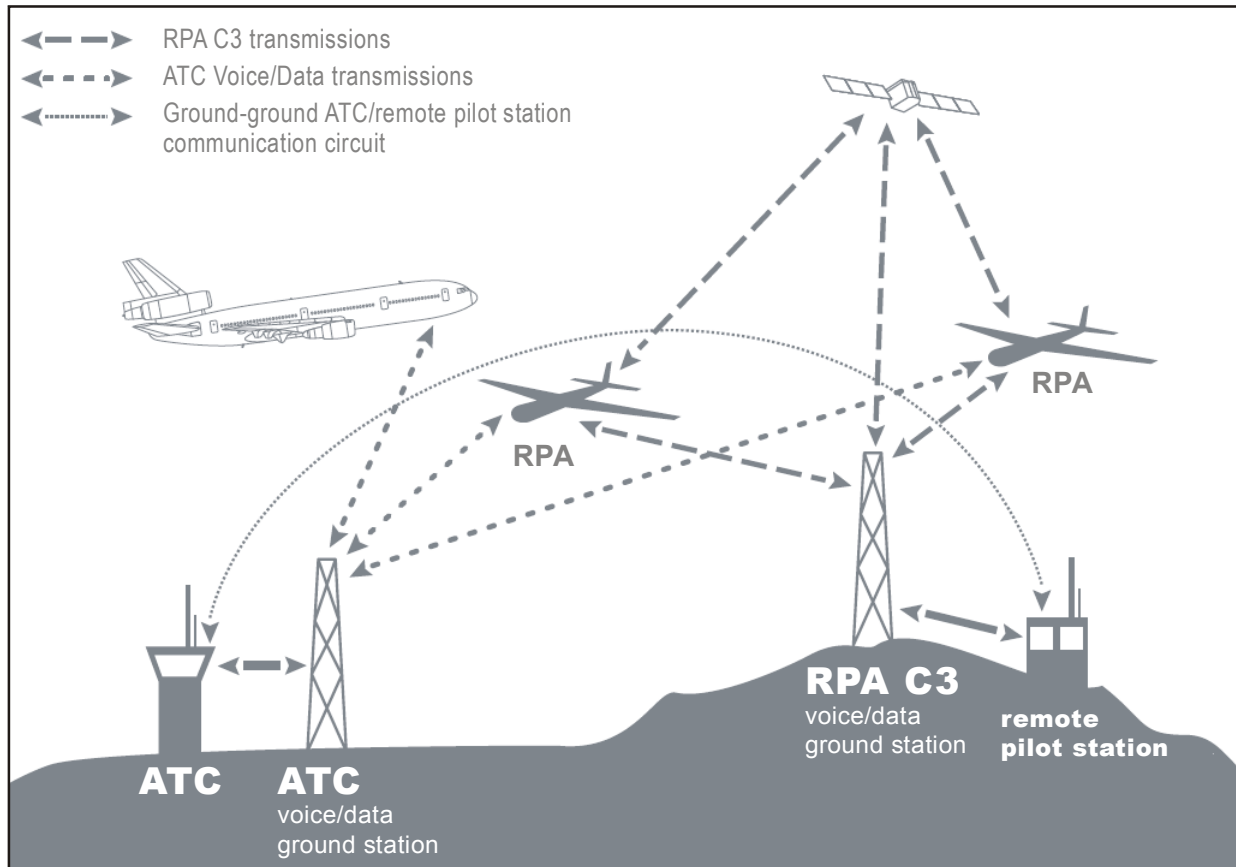 RPA C3 transmissions
ATC Voice/Data transmissions
Ground-ground ATC/remote pilot station
communication circuit
RPA
RPA
RPA C3
voice/data
ground station
remote
pilot station
ATC
ATC
voice/data
ground station